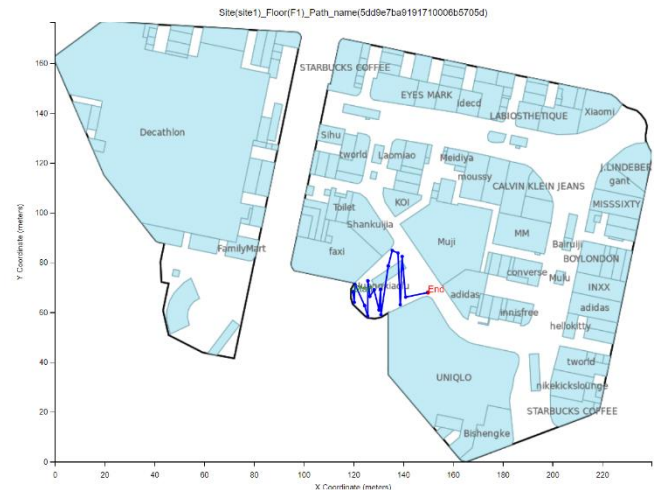 Site(site1)_Floor(F1)_Path_name(5dd9e7ba9191710006b5705d)
160
140
120
100
80
60
40
20
0
Y Coordinate (meters)
STARBUCKS COFFEE
EYES MARK
idecd
LABIOSTHETIQUE
Xiaomi
Decathlon
Sihu
tworld
Laomiao
Meidiya
moussy
J.LINDEBER
gant
CALVIN KLEIN JEANS
KOI
MISSSIXTY
Toilet
Shankuijia
MM
faxi
Muji
Bairuiji
FamilyMart
BOYLONDON
converse
Mulu
INXX
End
adidas
innisfree
adidas
hellokitty
tworld
UNIQLO
nikekickslounge
STARBUCKS COFFEE
Bishengke
0
20
40
60
80
100
120
140
160
180
200
220
X Coordinate (meters)